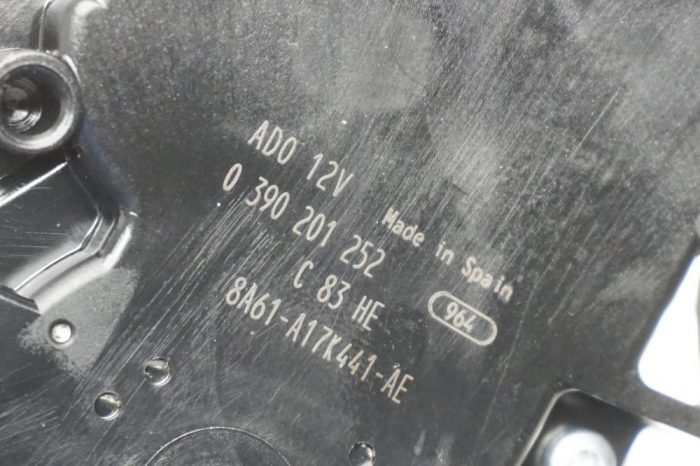 ADO 12V
0 390 201 252
Made in Spain
C 83 HE
964
8A61-A17K441-AE